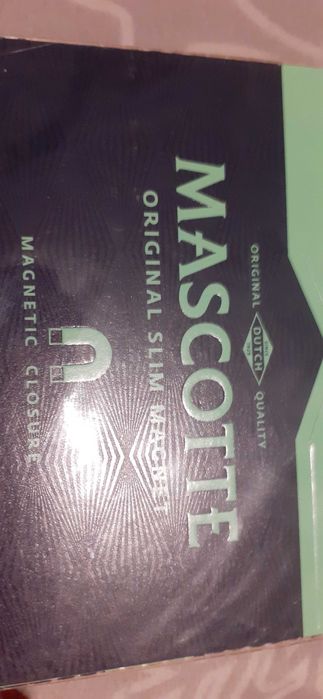 ORIGINAL DUTCH QUALITY
MASCOTTE
ORIGINAL SLIM MAGNET
MAGNETIC CLOSURE